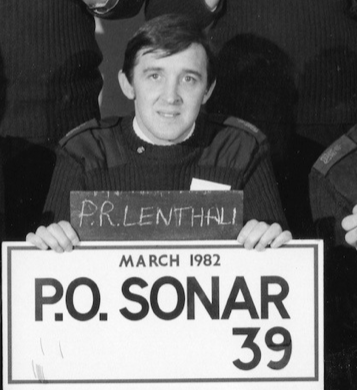 P.R.LENTHALL
MARCH 1982
P.O. SONAR
39